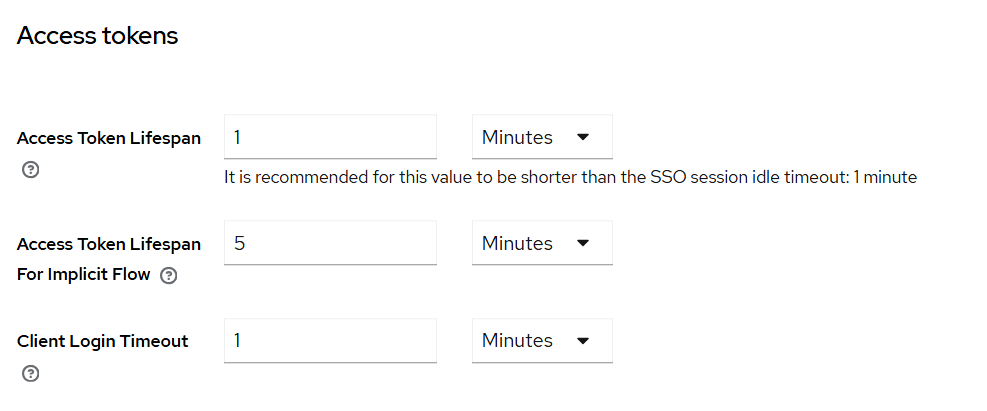 Access tokens
Access Token Lifespan 1 Minutes
It is recommended for this value to be shorter than the SSO session idle timeout: 1 minute
Access Token Lifespan 5 Minutes
For Implicit Flow
Client Login Timeout 1 Minutes